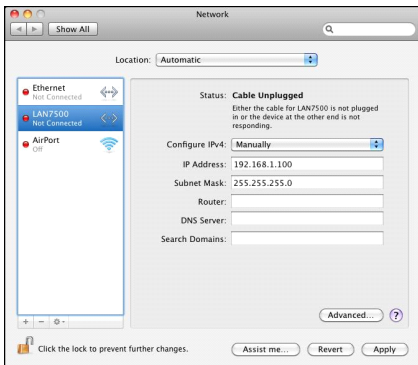 Network
Show All
Location: Automatic
Ethernet
Not Connected
LAN7500
Not Connected
AirPort
Off
Status: Cable Unplugged
Either the cable for LAN7500 is not plugged
in or the device at the other end is not
responding.
Configure IPv4: Manually
IP Address: 192.168.1.100
Subnet Mask: 255.255.255.0
Router:
DNS Server:
Search Domains:
Advanced... ?
+ −
Click the lock to prevent further changes.
Assist me... Revert Apply